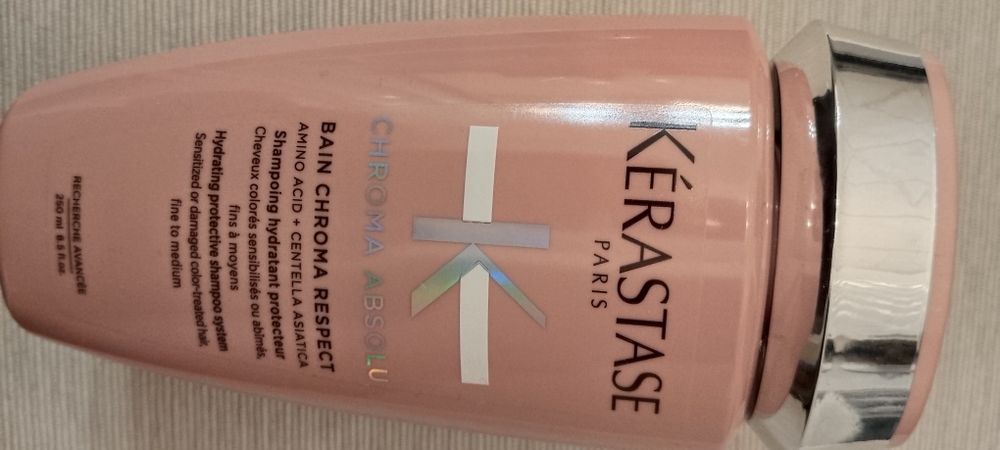 KÉRASTASE
PARIS
K
CHROMA ABSOLU
BAIN CHROMA RESPECT
AMINO ACID + CENTELLA ASIATICA
Shampoing hydratant protecteur
Cheveux colorés sensibilisés ou abîmés,
fins à moyens
Hydrating protective shampoo system
Sensitized or damaged color-treated hair,
fine to medium
RECHERCHE AVANCÉE
250 ml 8.5 fl.oz.